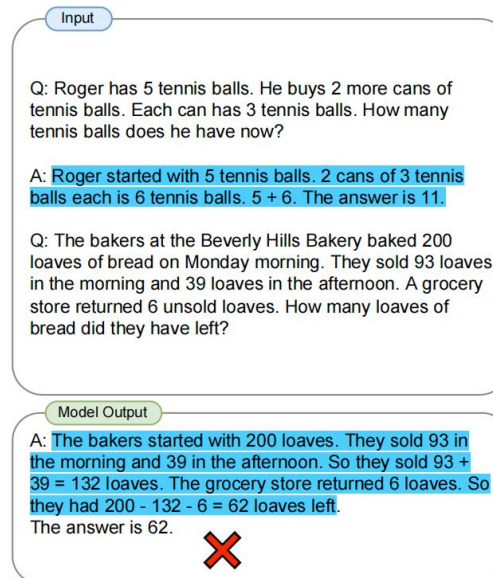 Input
Q: Roger has 5 tennis balls. He buys 2 more cans of
tennis balls. Each can has 3 tennis balls. How many
tennis balls does he have now?
A: Roger started with 5 tennis balls. 2 cans of 3 tennis
balls each is 6 tennis balls. 5 + 6. The answer is 11.
Q: The bakers at the Beverly Hills Bakery baked 200
loaves of bread on Monday morning. They sold 93 loaves
in the morning and 39 loaves in the afternoon. A grocery
store returned 6 unsold loaves. How many loaves of
bread did they have left?
Model Output
A: The bakers started with 200 loaves. They sold 93 in
the morning and 39 in the afternoon. So they sold 93 +
39 = 132 loaves. The grocery store returned 6 loaves. So
they had 200 - 132 - 6 = 62 loaves left.
The answer is 62.